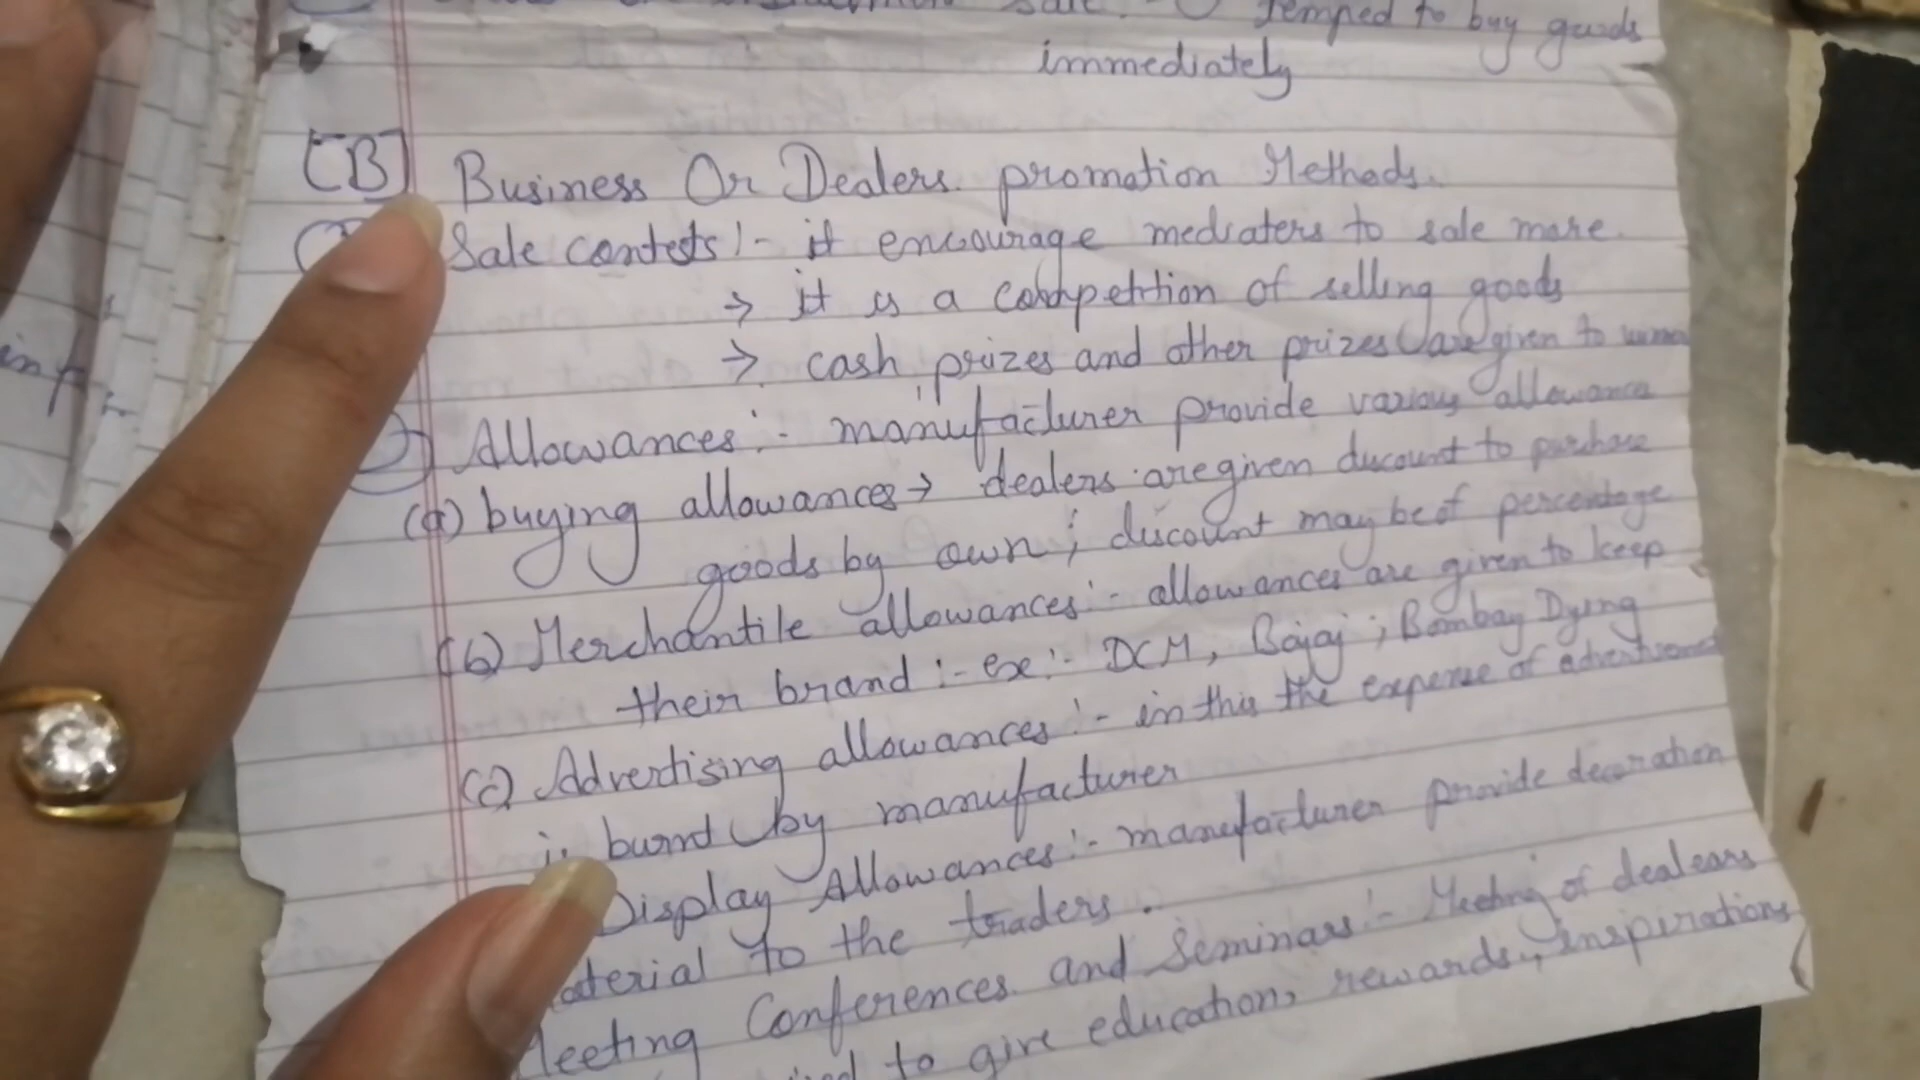 sale :- Temped to buy goods
immediately
[B] Business Or Dealers promotion Methods.
Sale contests :- it encourage mediaters to sale more.
→ it is a competition of selling goods
→ cash prizes and other prizes are given to
Allowances :- manufacturer provide various allowance
(a) buying allowances → dealers are given discount to purchase
goods by own ; discount may be of percentage
(b) Merchantile allowances :- allowances are given to keep
their brand :- ex :- DCM, Bajaj ; Bombay Dying
(c) Advertising allowances :- in this the expense of
is burnt by manufacturer
Display Allowances :- manufacturer provide decoration
aterial to the traders.
eeting Conferences and Seminars :- Meeting of dealears
to give education, rewards, inspirations
inf